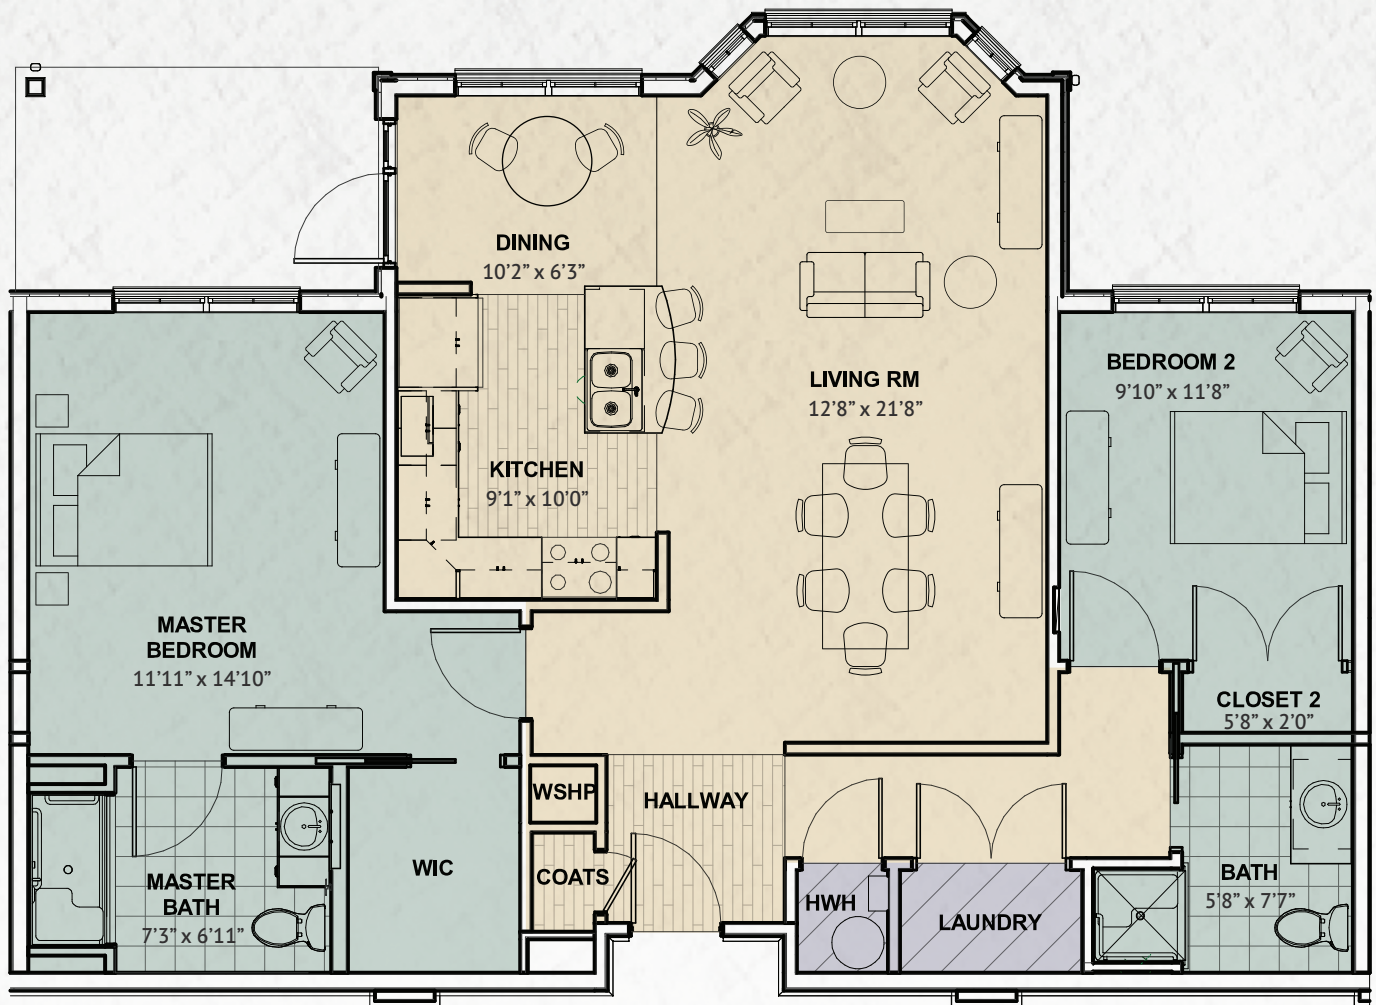 DINING
10'2” x 6'3”
LIVING RM
12'8” x 21'8”
BEDROOM 2
9'10” x 11'8”
KITCHEN
9'1” x 10'0”
MASTER
BEDROOM
11'11” x 14'10”
CLOSET 2
5'8” x 2'0”
WSHP
HALLWAY
COATS
WIC
MASTER
BATH
7'3” x 6'11”
HWH
LAUNDRY
BATH
5'8” x 7'7”